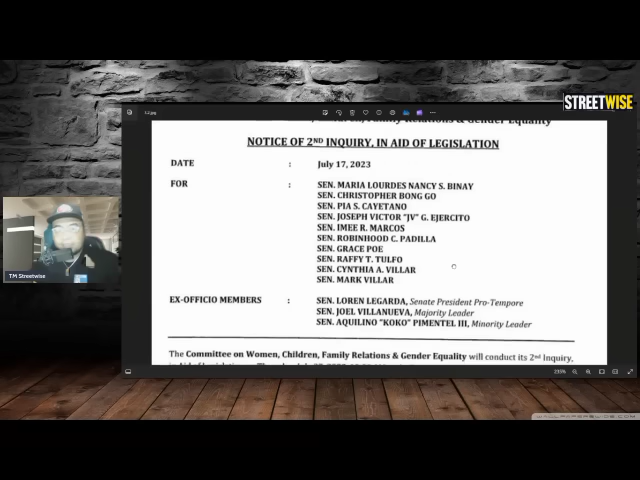 STREETWISE
NOTICE OF 2ND INQUIRY, IN AID OF LEGISLATION
DATE : July 17, 2023
FOR : SEN. MARIA LOURDES NANCY S. BINAY
SEN. CHRISTOPHER BONG GO
SEN. PIA S. CAYETANO
SEN. JOSEPH VICTOR "JV" G. EJERCITO
SEN. IMEE R. MARCOS
SEN. ROBINHOOD C. PADILLA
SEN. GRACE POE
SEN. RAFFY T. TULFO
SEN. CYNTHIA A. VILLAR
SEN. MARK VILLAR
EX-OFFICIO MEMBERS : SEN. LOREN LEGARDA, Senate President Pro-Tempore
SEN. JOEL VILLANUEVA, Majority Leader
SEN. AQUILINO "KOKO" PIMENTEL III, Minority Leader
The Committee on Women, Children, Family Relations & Gender Equality will conduct its 2nd Inquiry,
TM Streetwise